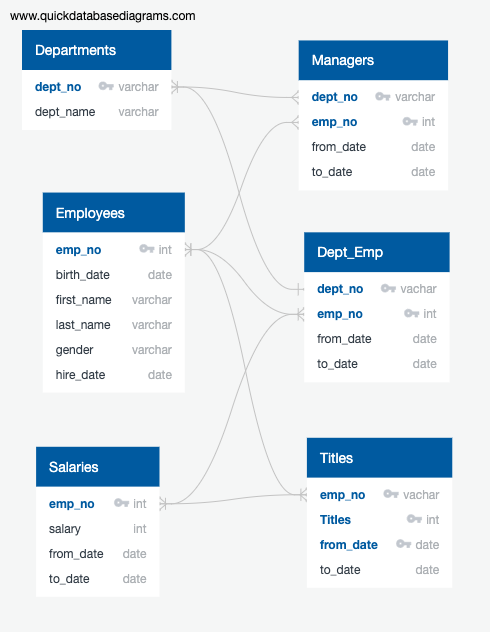 www.quickdatabasediagrams.com
Departments
dept_no varchar
dept_name varchar
Managers
dept_no varchar
emp_no int
from_date date
to_date date
Employees
emp_no int
birth_date date
first_name varchar
last_name varchar
gender varchar
hire_date date
Dept_Emp
dept_no vachar
emp_no int
from_date date
to_date date
Salaries
emp_no int
salary int
from_date date
to_date date
Titles
emp_no vachar
Titles int
from_date date
to_date date